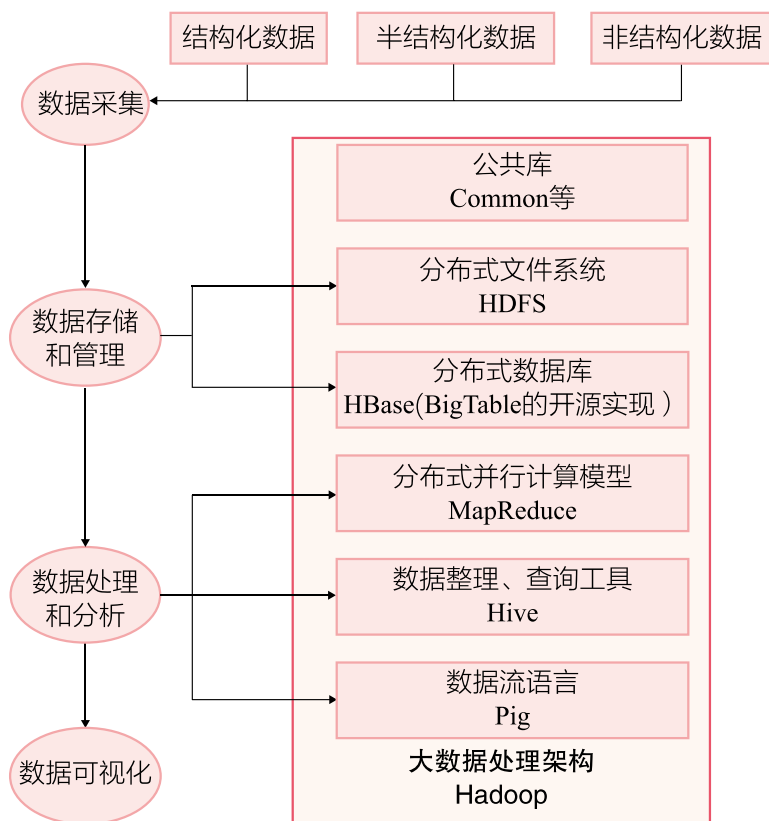 结构化数据
半结构化数据
非结构化数据
数据采集
公共库
Common等
分布式文件系统
HDFS
数据存储
和管理
分布式数据库
HBase(BigTable的开源实现）
分布式并行计算模型
MapReduce
数据处理
和分析
数据整理、查询工具
Hive
数据流语言
Pig
数据可视化
大数据处理架构
Hadoop